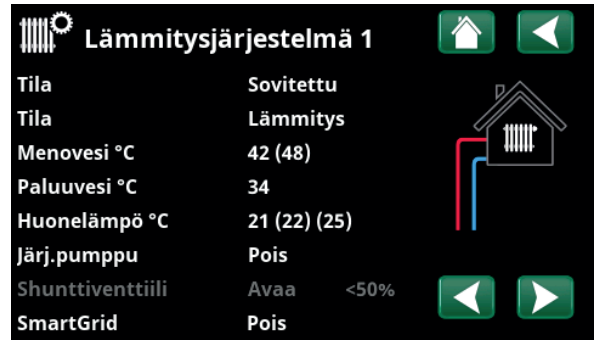 Lämmitysjärjestelmä 1
Tila Sovitettu
Tila Lämmitys
Menovesi °C 42 (48)
Paluuvesi °C 34
Huonelämpö °C 21 (22) (25)
Järj.pumppu Pois
Shunttiventtiili Avaa <50%
SmartGrid Pois